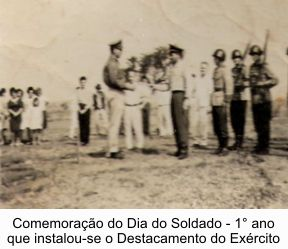 Comemoração do Dia do Soldado - 1° ano
que instalou-se o Destacamento do Exército